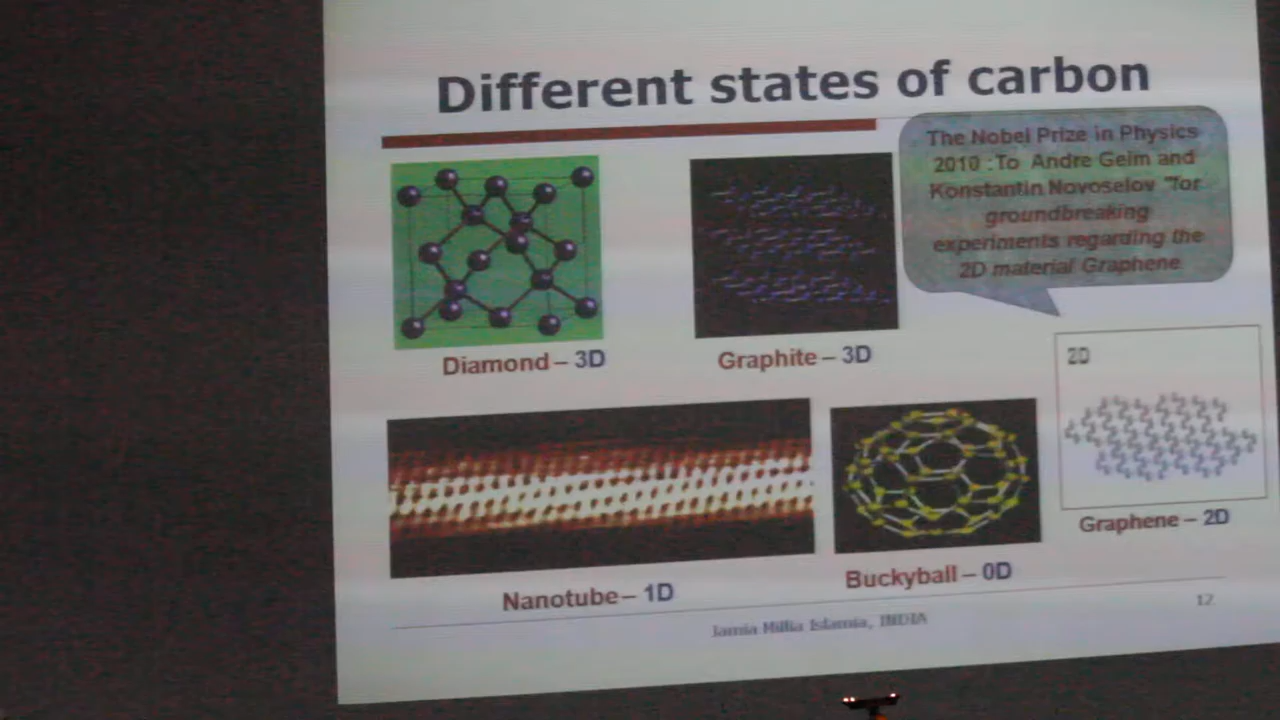 Different states of carbon
The Nobel Prize in Physics
2010 :To Andre Geim and
Konstantin Novoselov "for
groundbreaking
experiments regarding the
2D material Graphene
Diamond – 3D
Graphite – 3D
2D
Graphene – 2D
Nanotube– 1D
Buckyball – 0D
Jamia Millia Islamia, INDIA
12